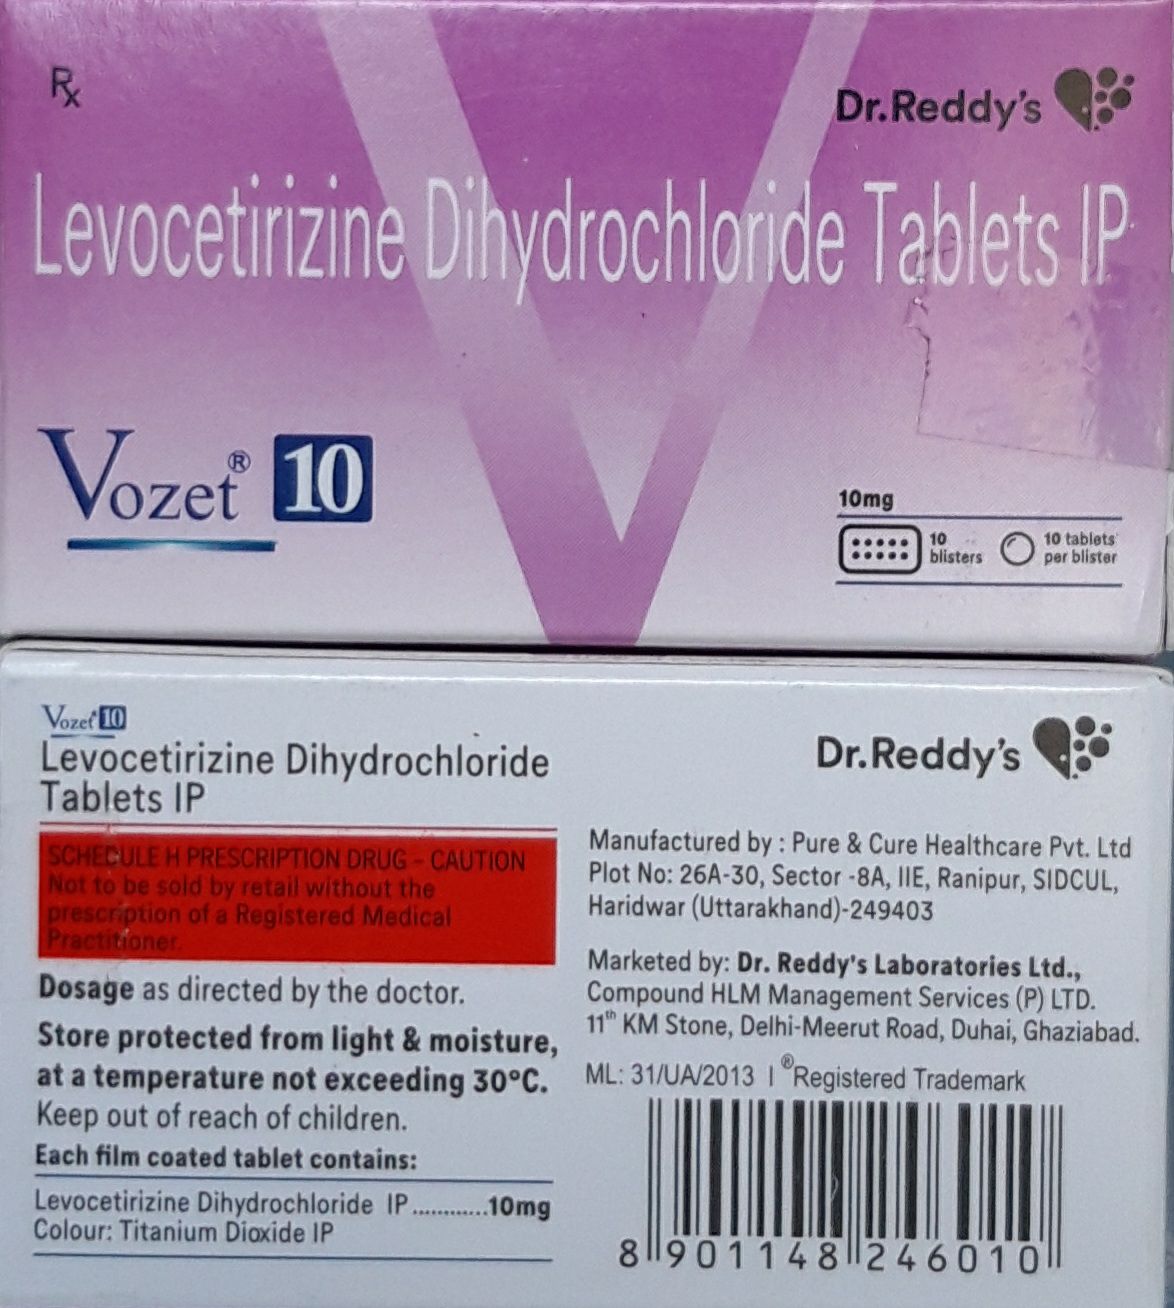 Rx
Dr.Reddy's
Levocetirizine Dihydrochloride Tablets IP
Vozet® 10
10mg
10 blisters
10 tablets per blister
Vozet 10
Levocetirizine Dihydrochloride
Tablets IP
SCHEDULE H PRESCRIPTION DRUG - CAUTION
Not to be sold by retail without the
prescription of a Registered Medical
Practitioner.
Dosage as directed by the doctor.
Store protected from light & moisture,
at a temperature not exceeding 30°C.
Keep out of reach of children.
Each film coated tablet contains:
Levocetirizine Dihydrochloride IP............10mg
Colour: Titanium Dioxide IP
Dr.Reddy's
Manufactured by : Pure & Cure Healthcare Pvt. Ltd
Plot No: 26A-30, Sector -8A, IIE, Ranipur, SIDCUL,
Haridwar (Uttarakhand)-249403
Marketed by: Dr. Reddy's Laboratories Ltd.,
Compound HLM Management Services (P) LTD.
11th KM Stone, Delhi-Meerut Road, Duhai, Ghaziabad.
ML: 31/UA/2013 | ®Registered Trademark
8 901148 246010